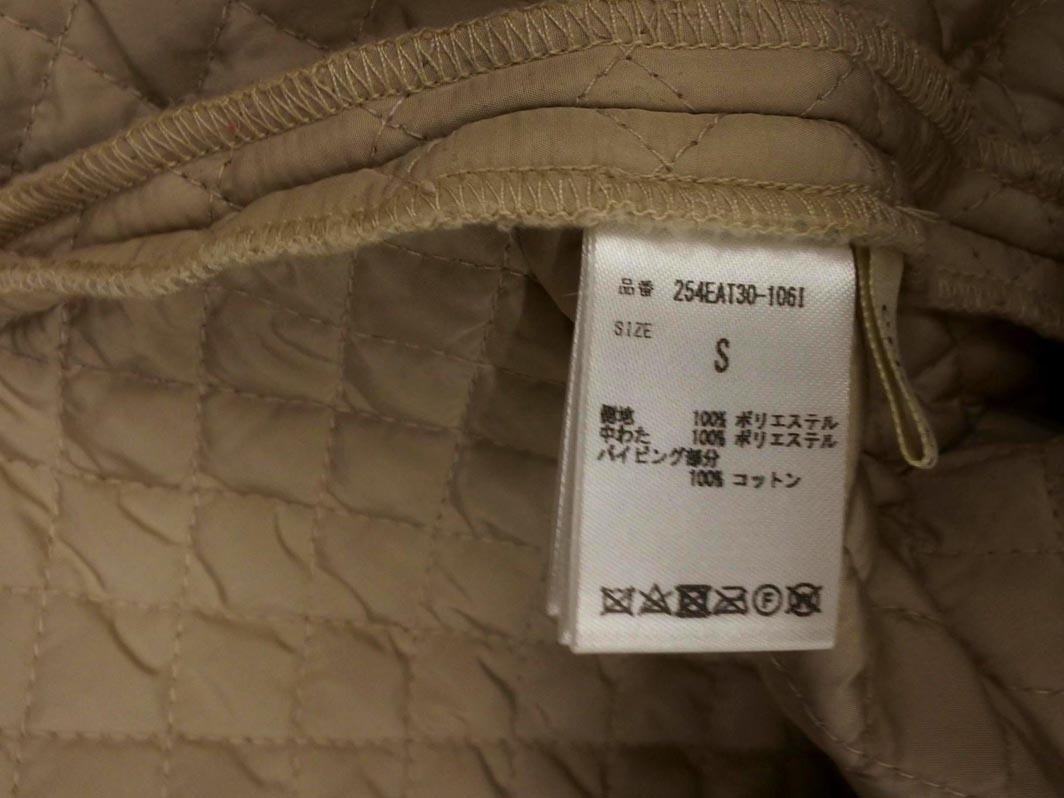 品番 254EAT30-106I
SIZE
S
側地 100% ポリエステル
中わた 100% ポリエステル
パイピング部分
100% コットン
F